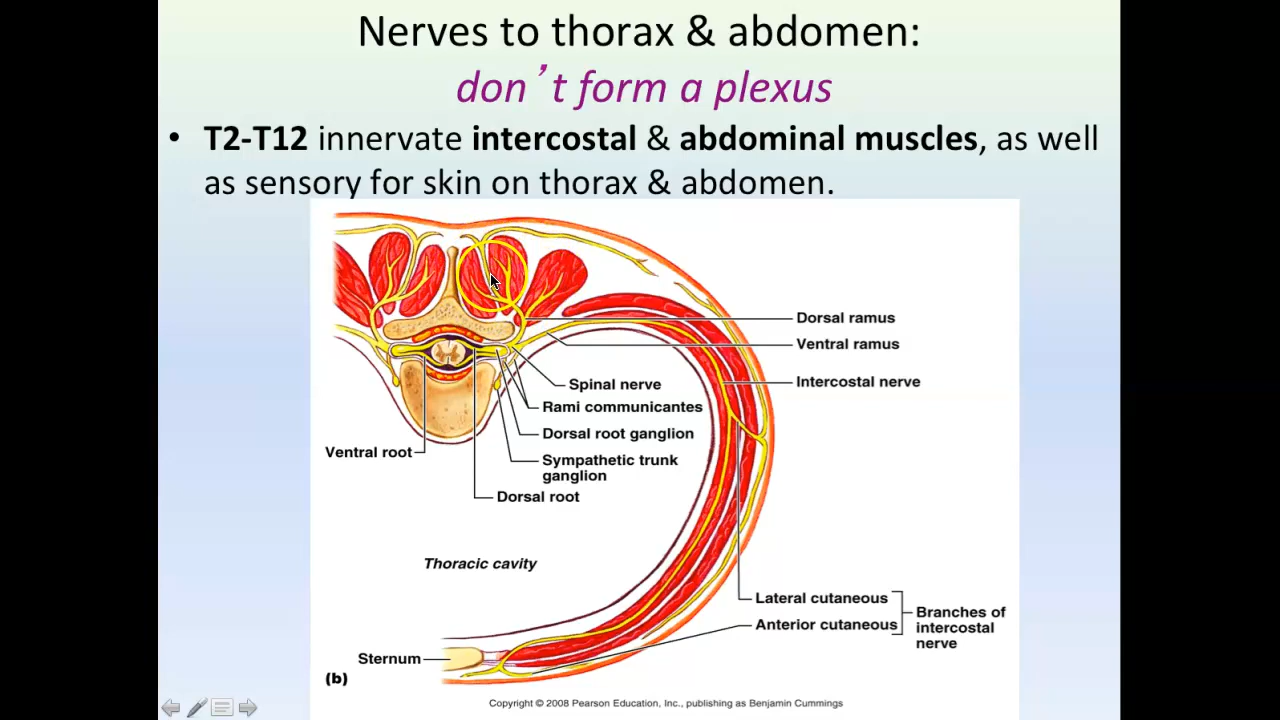 Nerves to thorax & abdomen:
don't form a plexus
• T2-T12 innervate intercostal & abdominal muscles, as well
as sensory for skin on thorax & abdomen.
Dorsal ramus
Ventral ramus
Intercostal nerve
Spinal nerve
Rami communicantes
Dorsal root ganglion
Ventral root
Sympathetic trunk
ganglion
Dorsal root
Thoracic cavity
Lateral cutaneous
Anterior cutaneous
Branches of
intercostal
nerve
Sternum
(b)
Copyright © 2008 Pearson Education, Inc., publishing as Benjamin Cummings